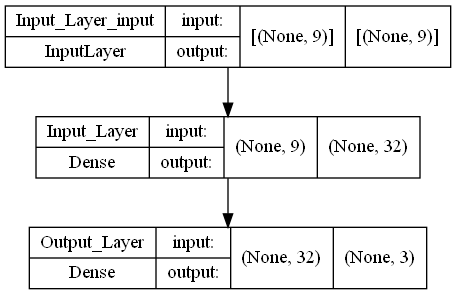 Input_Layer_input input: [(None, 9)] [(None, 9)]
InputLayer output:
Input_Layer input: (None, 9) (None, 32)
Dense output:
Output_Layer input: (None, 32) (None, 3)
Dense output: